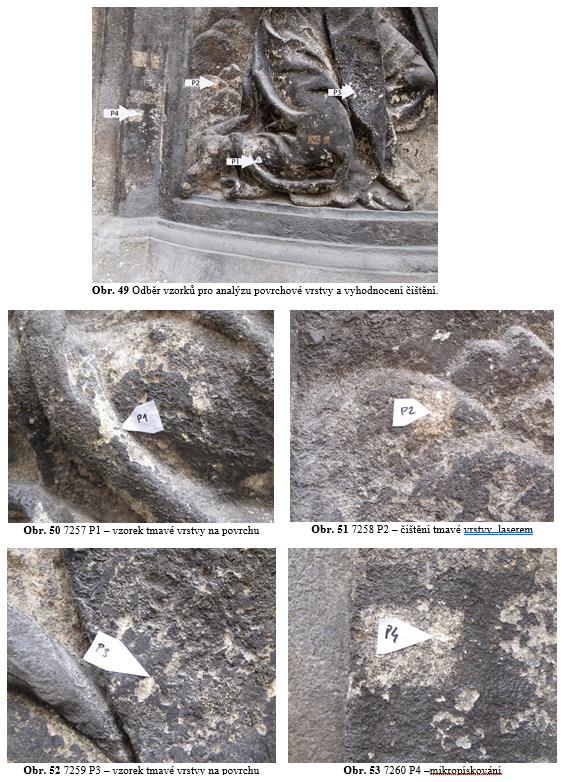 P2
P3
P4
P1
Obr. 49 Odběr vzorků pro analýzu povrchové vrstvy a vyhodnocení čištění.
P1
P2
Obr. 50 7257 P1 – vzorek tmavé vrstvy na povrchu
Obr. 51 7258 P2 – čištění tmavé vrstvy laserem
P3
P4
Obr. 52 7259 P3 – vzorek tmavé vrstvy na povrchu
Obr. 53 7260 P4 –mikropískování